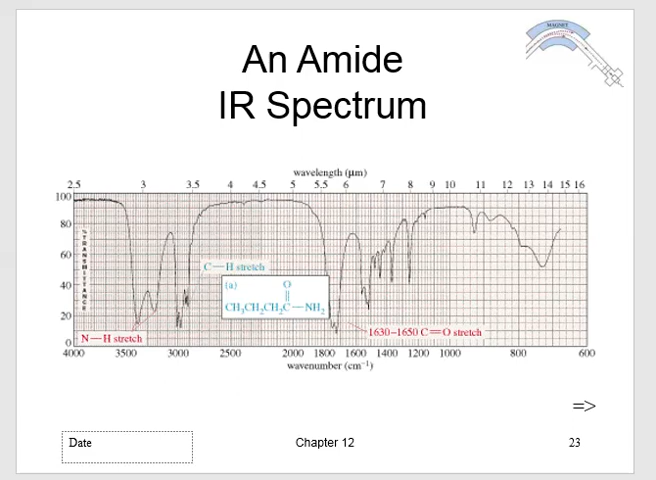 MAGNET
An Amide
IR Spectrum
wavelength (μm)
2.5 3 3.5 4 4.5 5 5.5 6 7 8 9 10 11 12 13 14 15 16
100
80
60
40
20
0
%TRANSMITTANCE
C—H stretch
(a)
O
CH₃CH₂CH₂C—NH₂
N—H stretch
1630–1650 C=O stretch
4000 3500 3000 2500 2000 1800 1600 1400 1200 1000 800 600
wavenumber (cm⁻¹)
=>
Date
Chapter 12
23